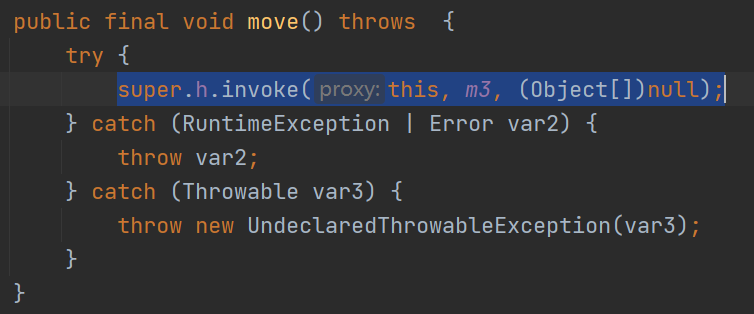 public final void move() throws  {
    try {
        super.h.invoke( proxy: this, m3, (Object[])null);
    } catch (RuntimeException | Error var2) {
        throw var2;
    } catch (Throwable var3) {
        throw new UndeclaredThrowableException(var3);
    }
}